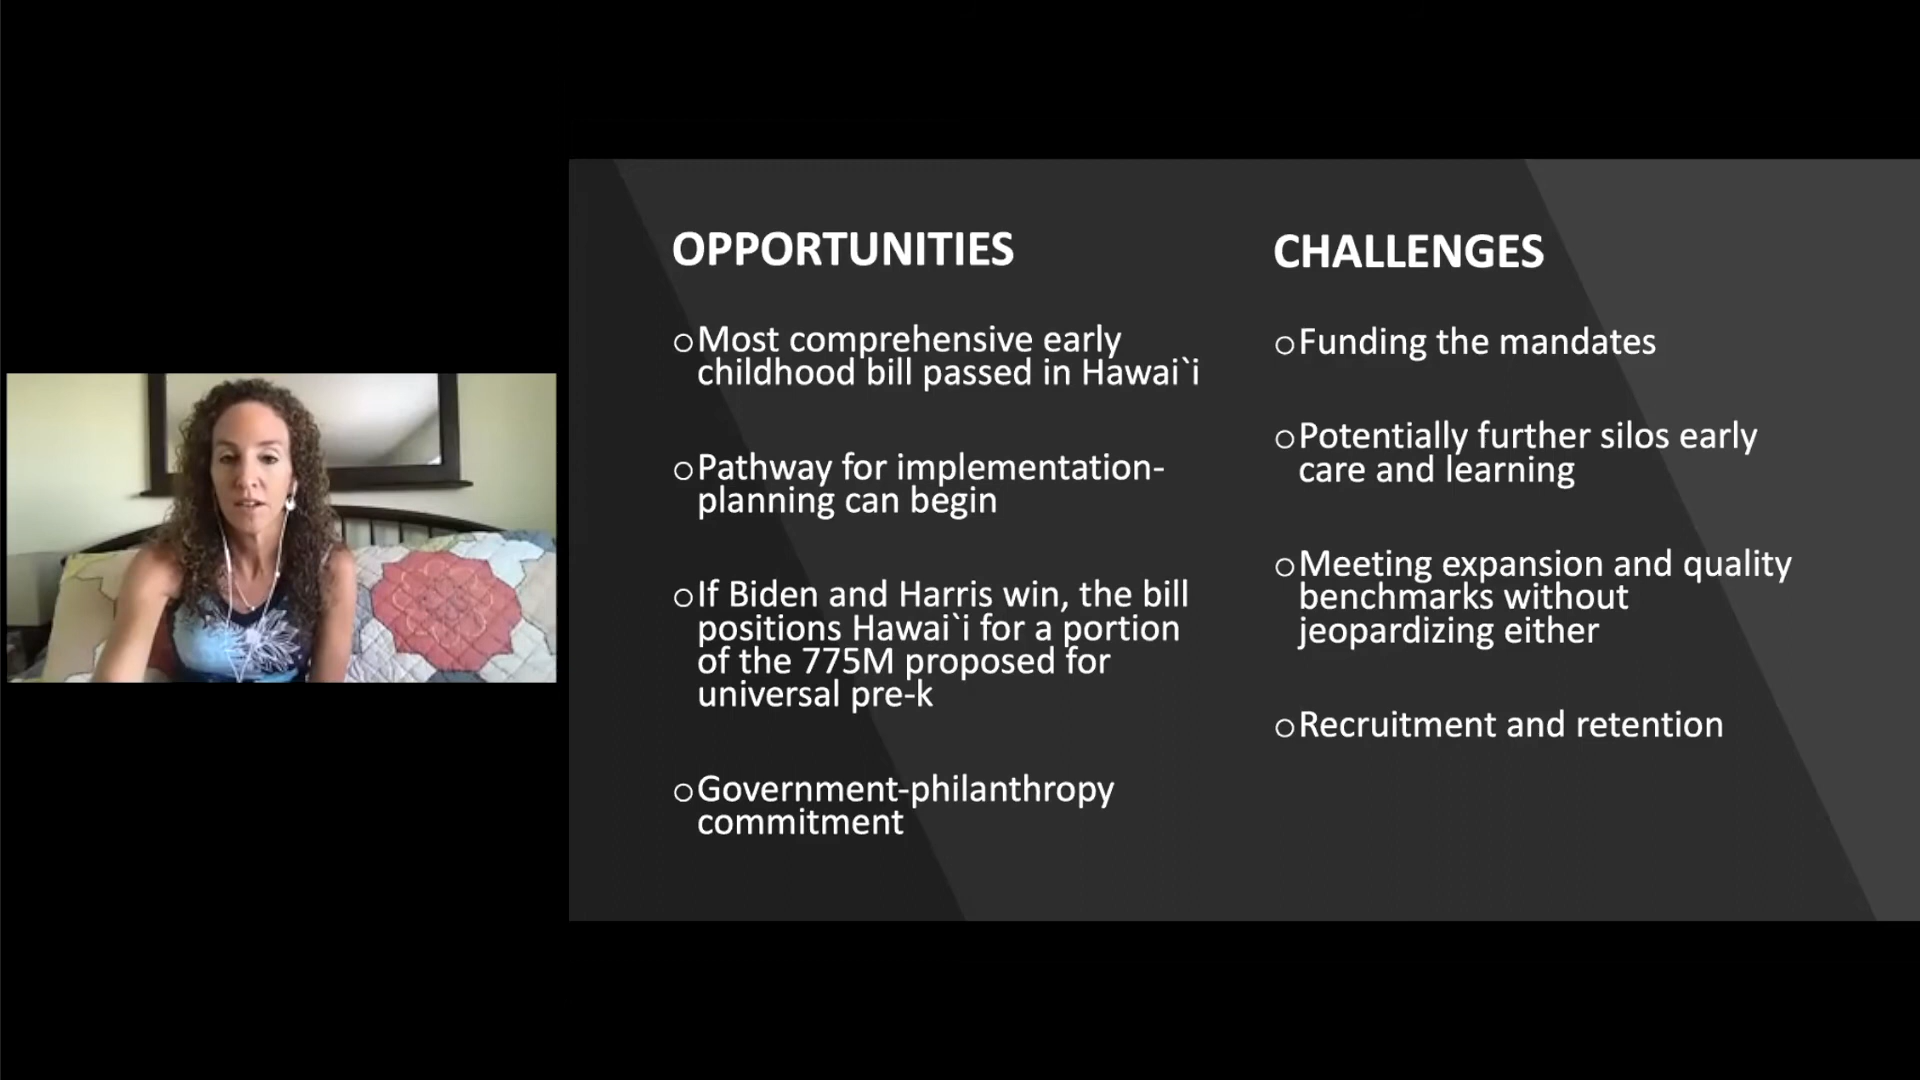 OPPORTUNITIES
○Most comprehensive early
childhood bill passed in Hawai`i
○Pathway for implementation-
planning can begin
○If Biden and Harris win, the bill
positions Hawai`i for a portion
of the 775M proposed for
universal pre-k
○Government-philanthropy
commitment
CHALLENGES
○Funding the mandates
○Potentially further silos early
care and learning
○Meeting expansion and quality
benchmarks without
jeopardizing either
○Recruitment and retention